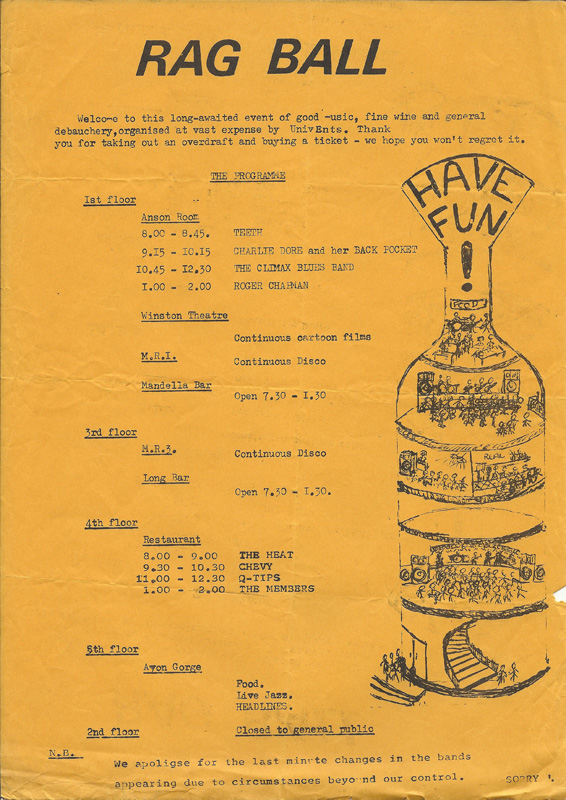 RAG BALL
Welcome to this long-awaited event of good -usic, fine wine and general
debauchery,organised at vast expense by UnivEnts. Thank
you for taking out an overdraft and buying a ticket - we hope you won't regret it.
THE PROGRAMME
1st floor
Anson Room
8.00 - 8.45. TEETH
9.15 - 10.15 CHARLIE DORE and her BACK POCKET
10.45 - 12.30 THE CLIMAX BLUES BAND
1.00 - 2.00 ROGER CHAPMAN
Winston Theatre
Continuous cartoon films
M.R.I.
Continuous Disco
Mandella Bar
Open 7.30 - 1.30
3rd floor
M.R.3.
Continuous Disco
Long Bar
Open 7.30 - 1.30.
4th floor
Restaurant
8.00 - 9.00 THE HEAT
9.30 - 10.30 CHEVY
11.00 - 12.30 Q-TIPS
1.00 - 2.00 THE MEMBERS
5th floor
Avon Gorge
Food.
Live Jazz.
HEADLINES.
2nd floor Closed to general public
N.B. We apoligse for the last minute changes in the bands
appearing due to circumstances beyond our control. SORRY !
HAVE
FUN
!
FOOD
REAL